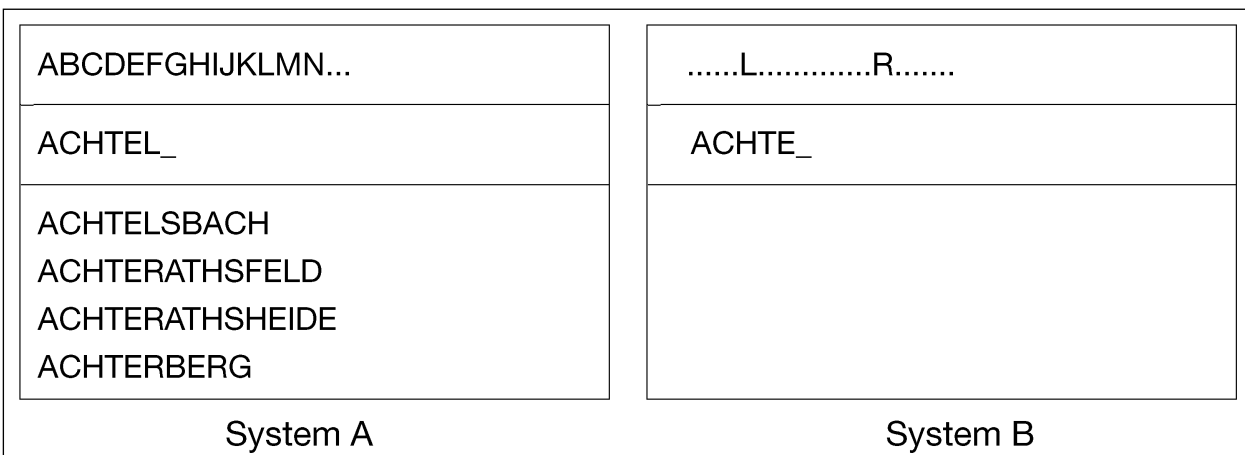 ABCDEFGHIJKLMN...
ACHTEL_
ACHTELSBACH
ACHTERATHSFELD
ACHTERATHSHEIDE
ACHTERBERG
System A
......L.............R.......
ACHTE_
System B